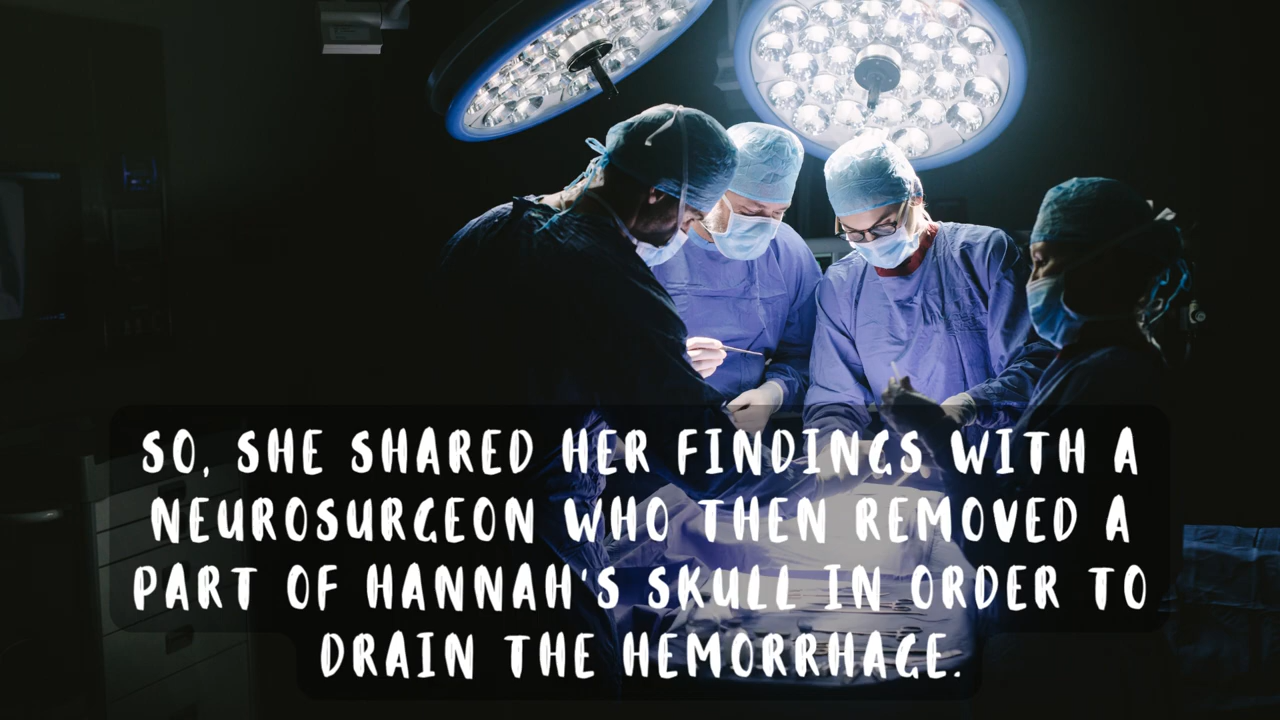 SO, SHE SHARED HER FINDINGS WITH A
NEUROSURGEON WHO THEN REMOVED A
PART OF HANNAH'S SKULL IN ORDER TO
DRAIN THE HEMORRHAGE.